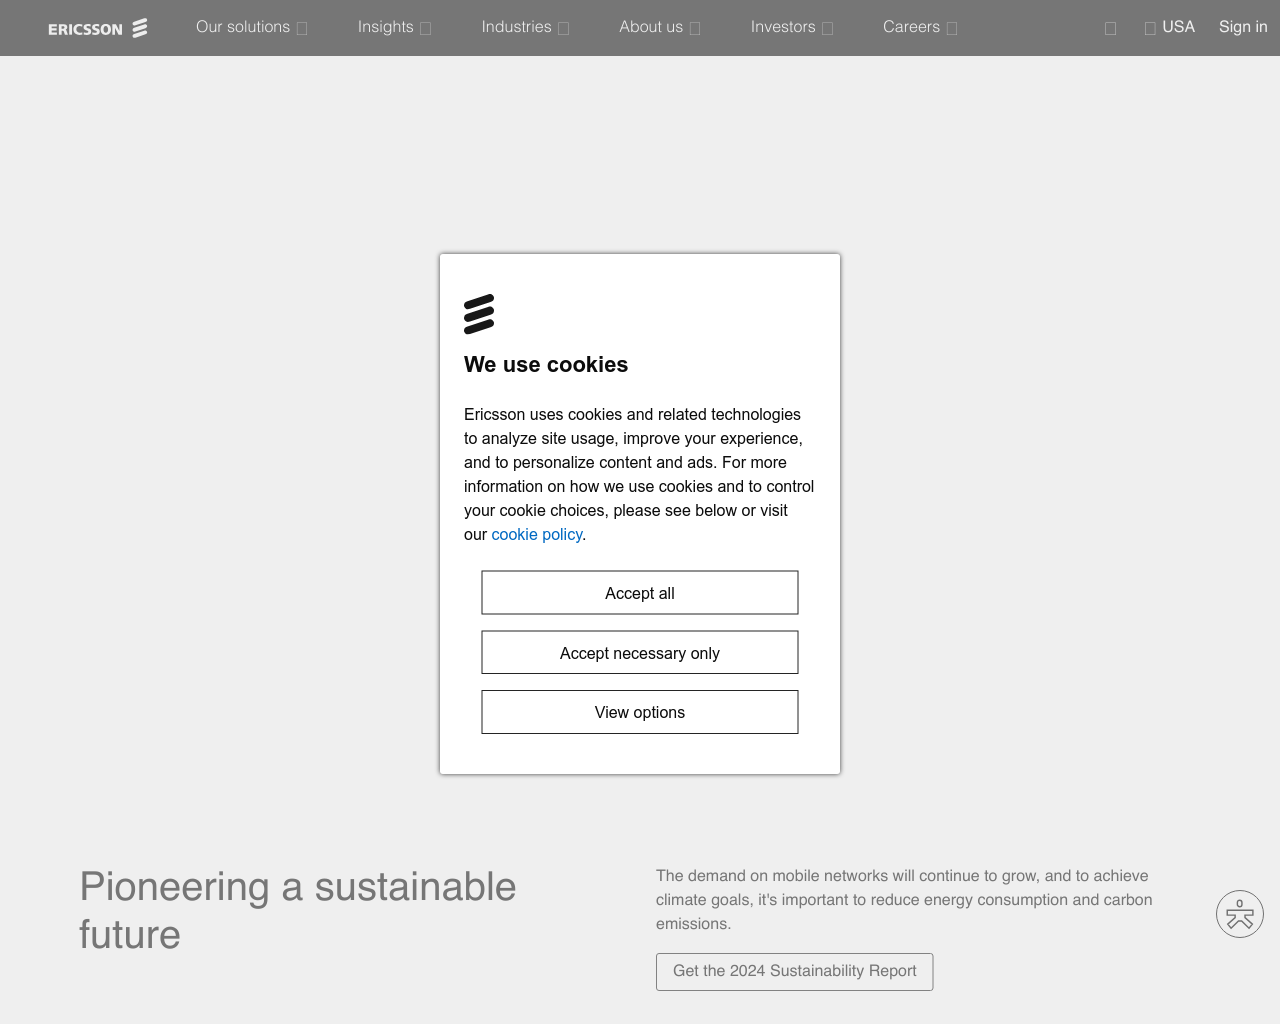 ERICSSON
Our solutions
Insights
Industries
About us
Investors
Careers
USA
Sign in
We use cookies
Ericsson uses cookies and related technologies
to analyze site usage, improve your experience,
and to personalize content and ads. For more
information on how we use cookies and to control
your cookie choices, please see below or visit
our cookie policy.
Accept all
Accept necessary only
View options
Pioneering a sustainable
future
The demand on mobile networks will continue to grow, and to achieve
climate goals, it's important to reduce energy consumption and carbon
emissions.
Get the 2024 Sustainability Report